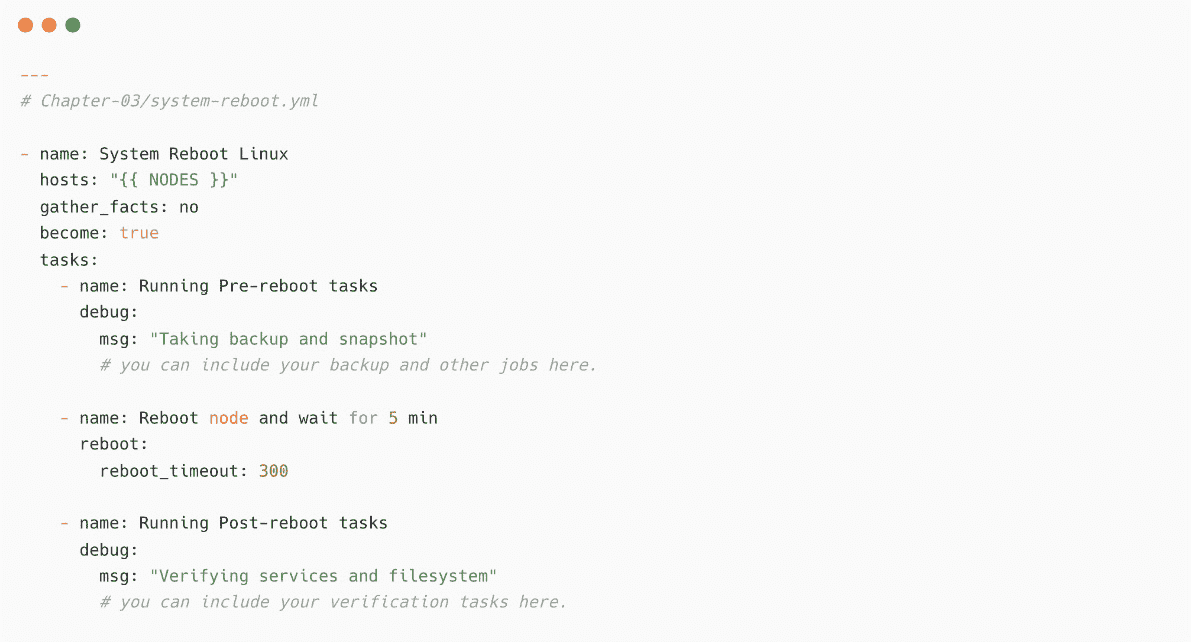 ---
# Chapter-03/system-reboot.yml
- name: System Reboot Linux
  hosts: "{{ NODES }}"
  gather_facts: no
  become: true
  tasks:
    - name: Running Pre-reboot tasks
      debug:
        msg: "Taking backup and snapshot"
        # you can include your backup and other jobs here.
    - name: Reboot node and wait for 5 min
      reboot:
        reboot_timeout: 300
    - name: Running Post-reboot tasks
      debug:
        msg: "Verifying services and filesystem"
        # you can include your verification tasks here.